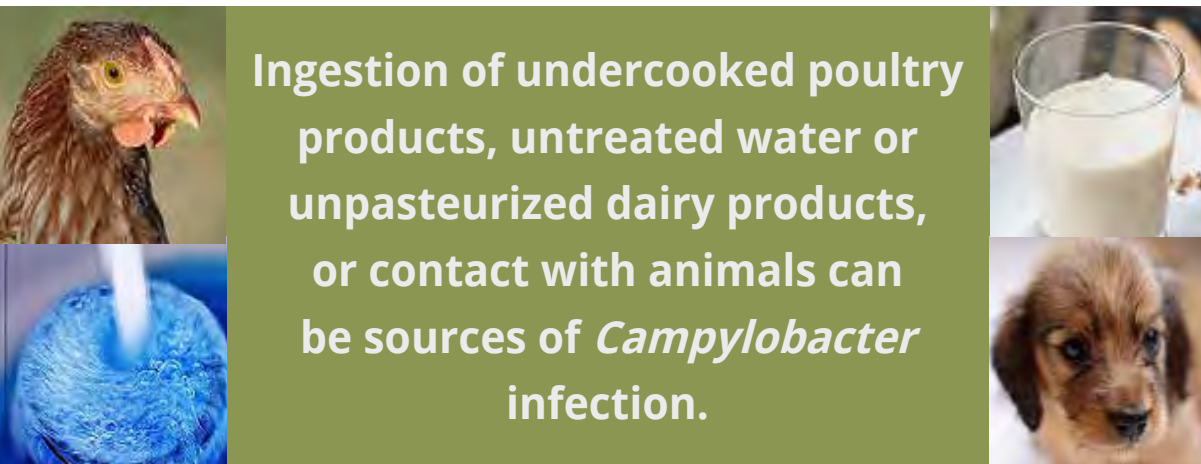 Ingestion of undercooked poultry
products, untreated water or
unpasteurized dairy products,
or contact with animals can
be sources of Campylobacter
infection.